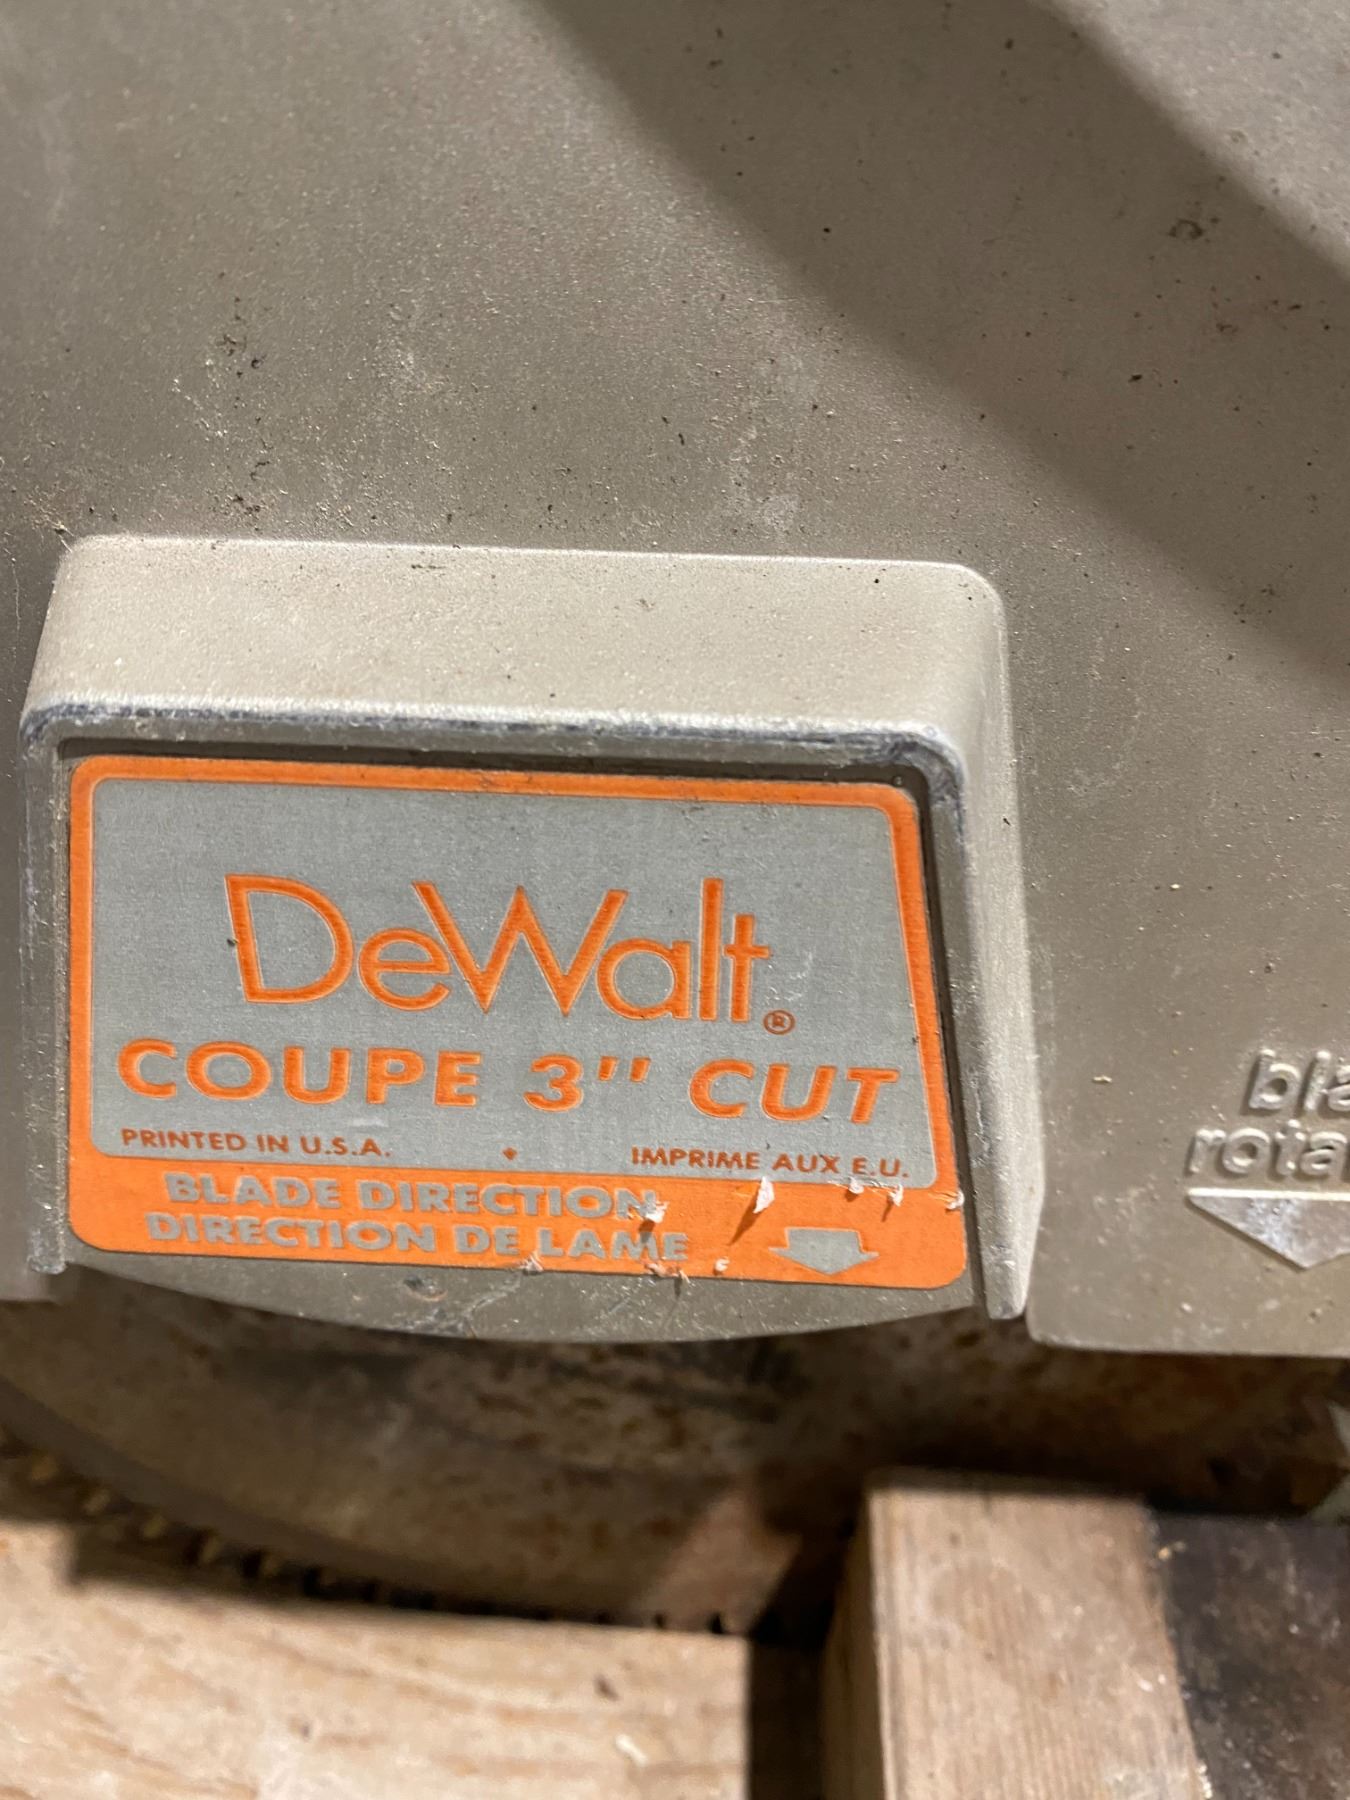 DeWalt®
COUPE 3" CUT
PRINTED IN U.S.A. • IMPRIME AUX E.U.
BLADE DIRECTION
DIRECTION DE LAME